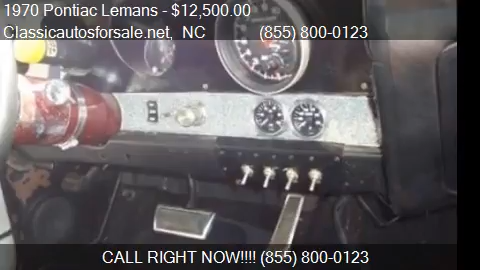 1970 Pontiac Lemans - $12,500.00
Classicautosforsale.net, NC (855) 800-0123
CALL RIGHT NOW!!!! (855) 800-0123